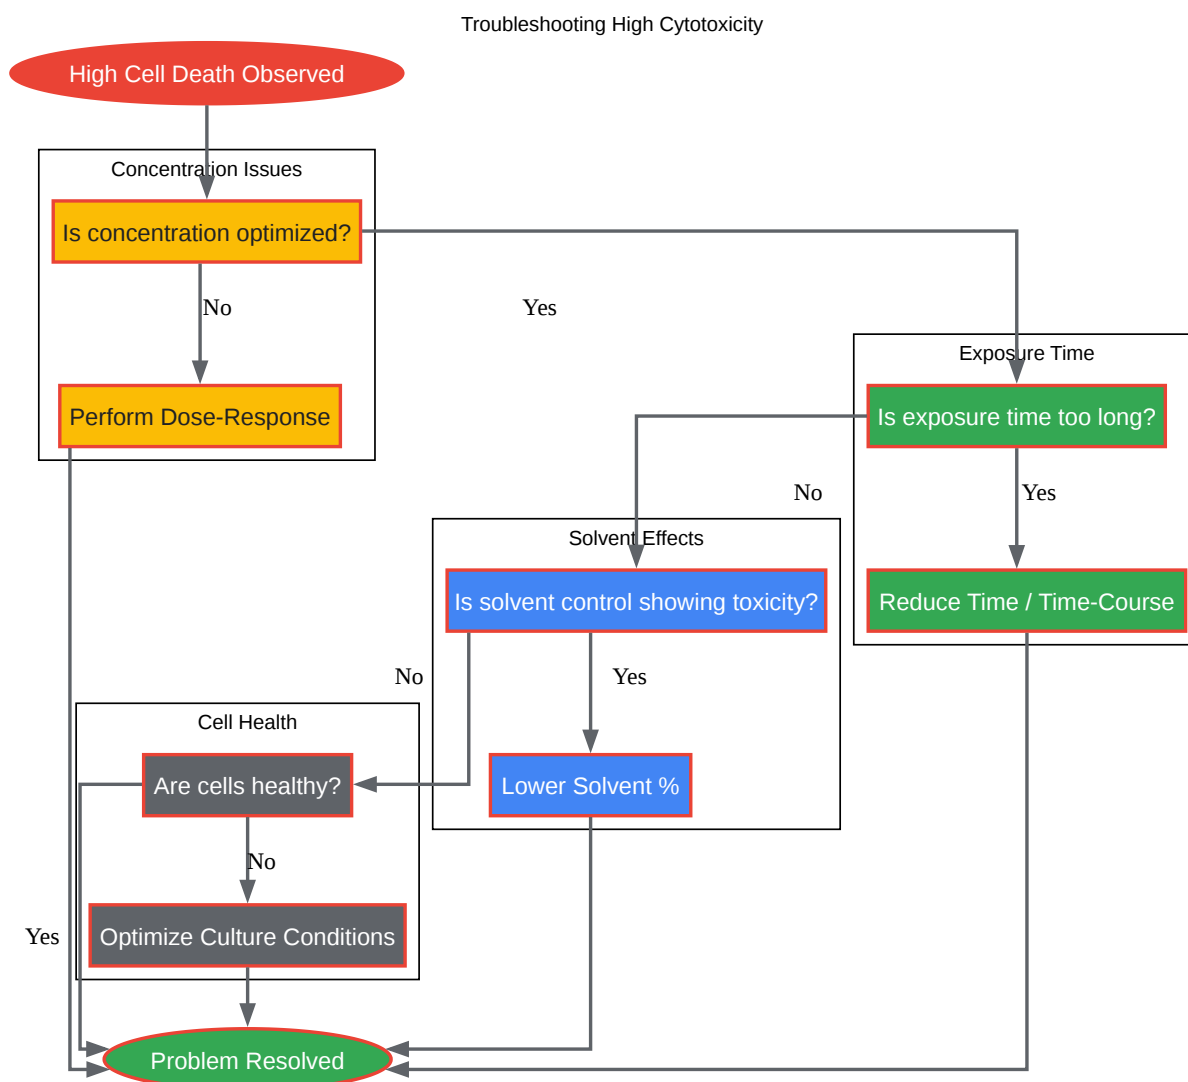 Troubleshooting High Cytotoxicity
High Cell Death Observed
Concentration Issues
Is concentration optimized?
No
Yes
Perform Dose-Response
Exposure Time
Is exposure time too long?
No
Yes
Reduce Time / Time-Course
Solvent Effects
Is solvent control showing toxicity?
No
Yes
Lower Solvent %
Cell Health
Are cells healthy?
No
Yes
Optimize Culture Conditions
Problem Resolved